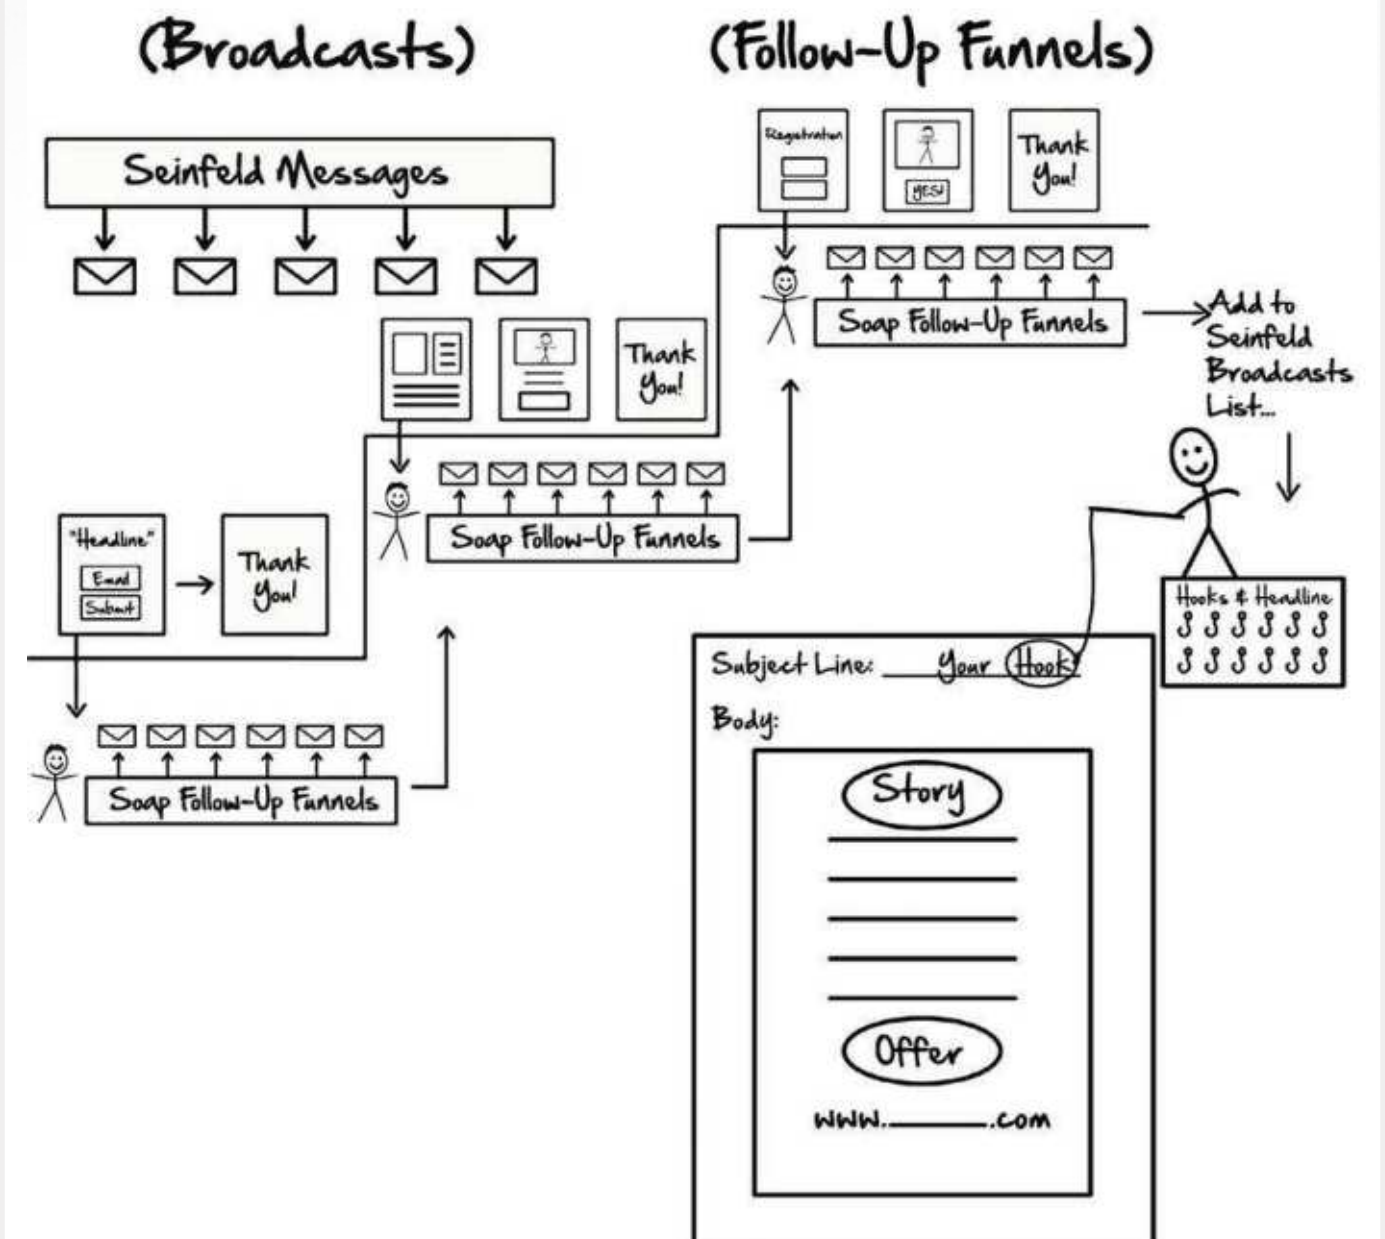 (Broadcasts)
(Follow-Up Funnels)
Seinfeld Messages
Registration
YES!
Thank
You!
Soap Follow-Up Funnels
Add to
Seinfeld
Broadcasts
List...
Thank
You!
Soap Follow-Up Funnels
"Headline"
Email
Submit
Thank
You!
Soap Follow-Up Funnels
Hooks & Headline
Subject Line: Your Hook
Body:
Story
Offer
www.______.com